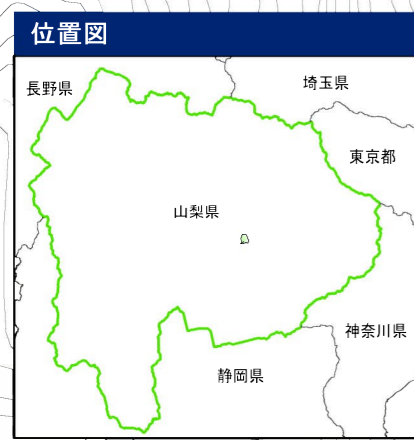 位置図
長野県
埼玉県
東京都
山梨県
神奈川県
静岡県